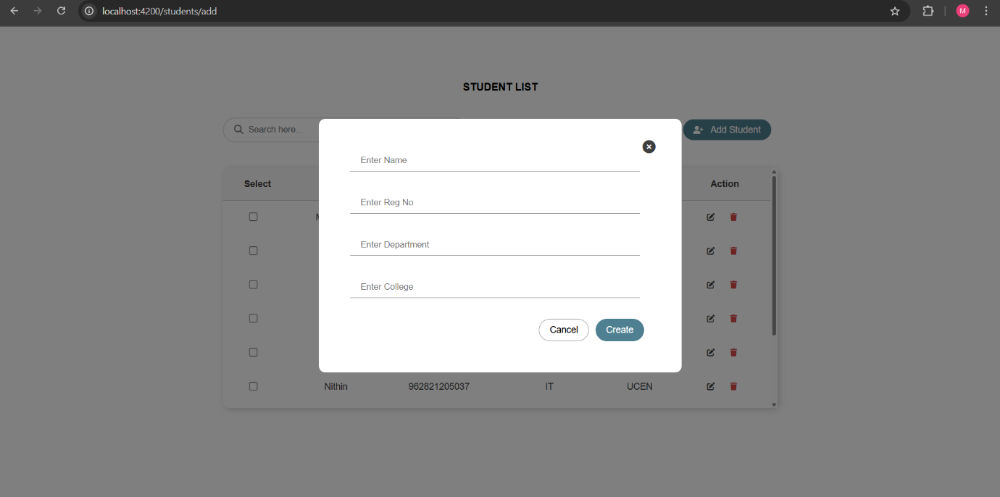 localhost:4200/students/add
M
STUDENT LIST
Search here...
Add Student
Select
Action
Enter Name
Enter Reg No
Enter Department
Enter College
Cancel
Create
Nithin 962821205037 IT UCEN